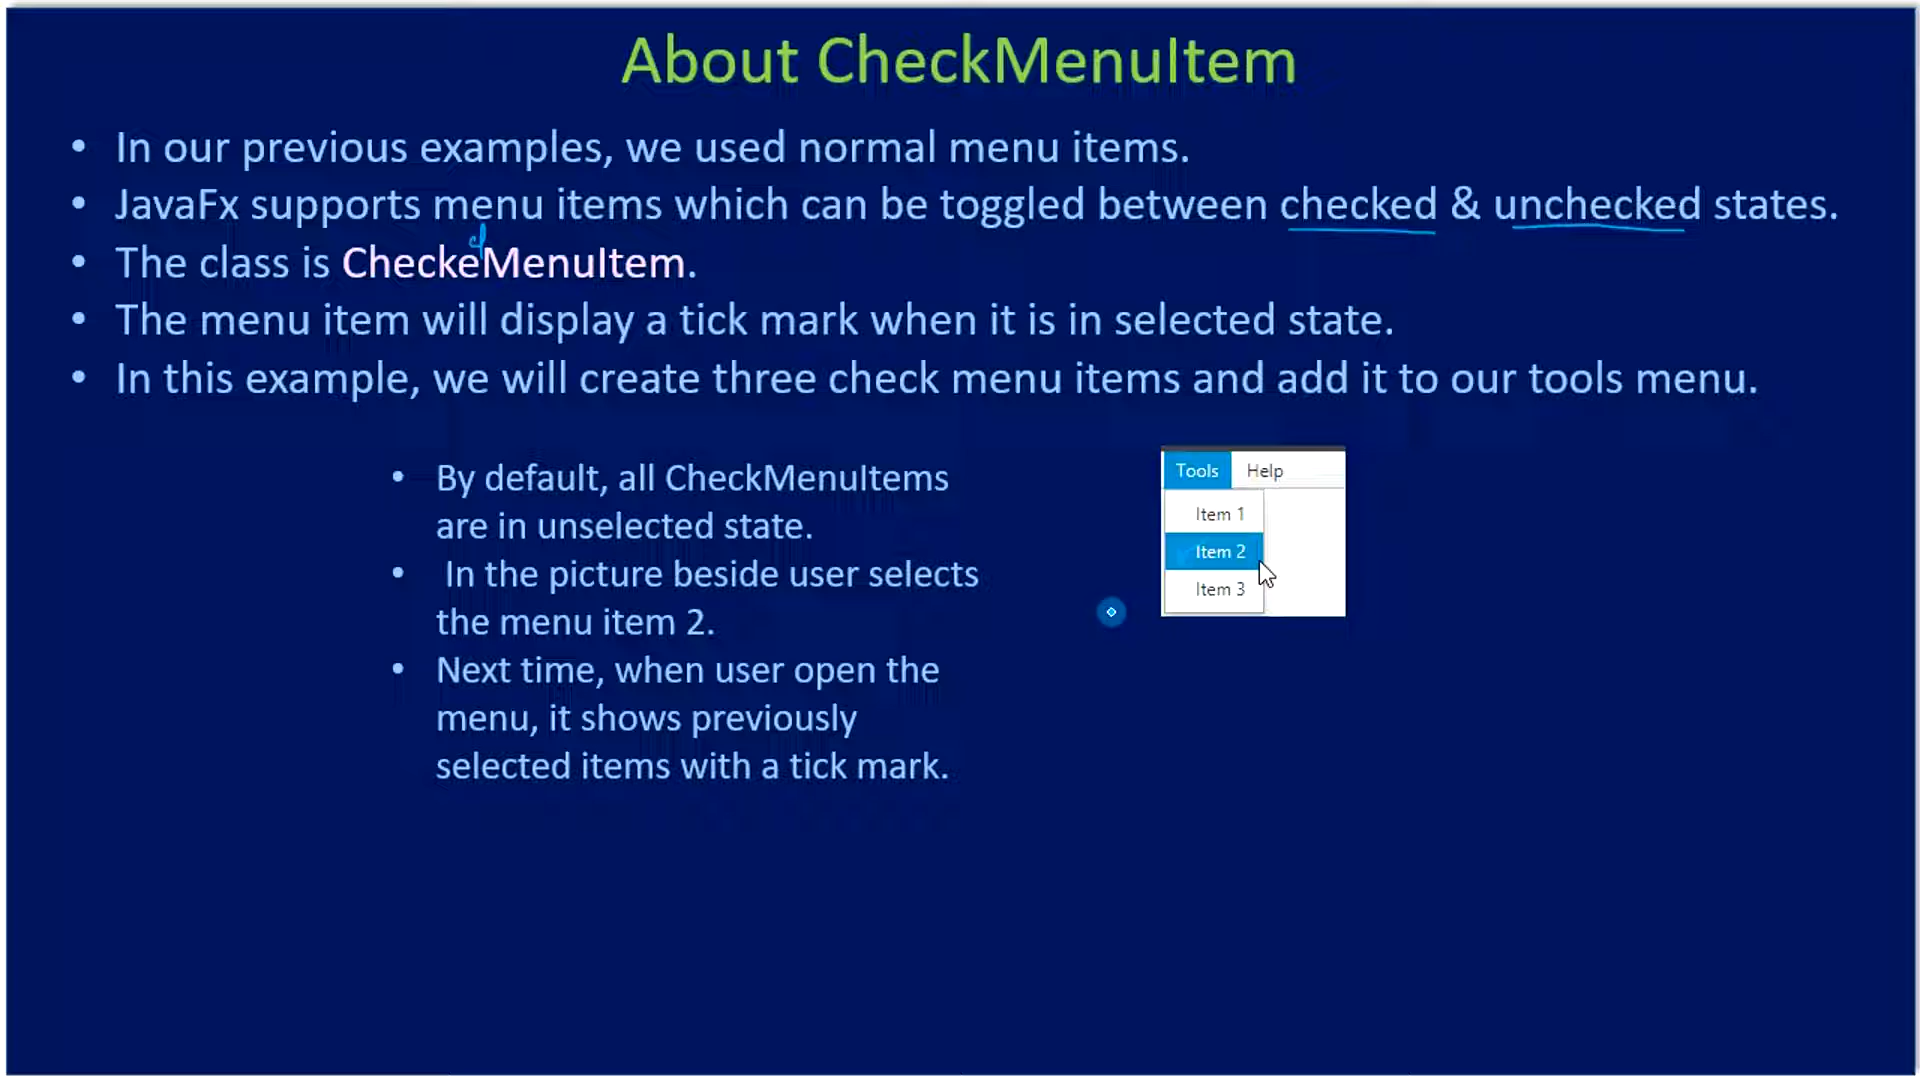 About CheckMenuItem
• In our previous examples, we used normal menu items.
• JavaFx supports menu items which can be toggled between checked & unchecked states.
d
• The class is CheckeMenuItem.
• The menu item will display a tick mark when it is in selected state.
• In this example, we will create three check menu items and add it to our tools menu.
• By default, all CheckMenuItems
are in unselected state.
• In the picture beside user selects
the menu item 2.
• Next time, when user open the
menu, it shows previously
selected items with a tick mark.
Tools Help
Item 1
Item 2
Item 3